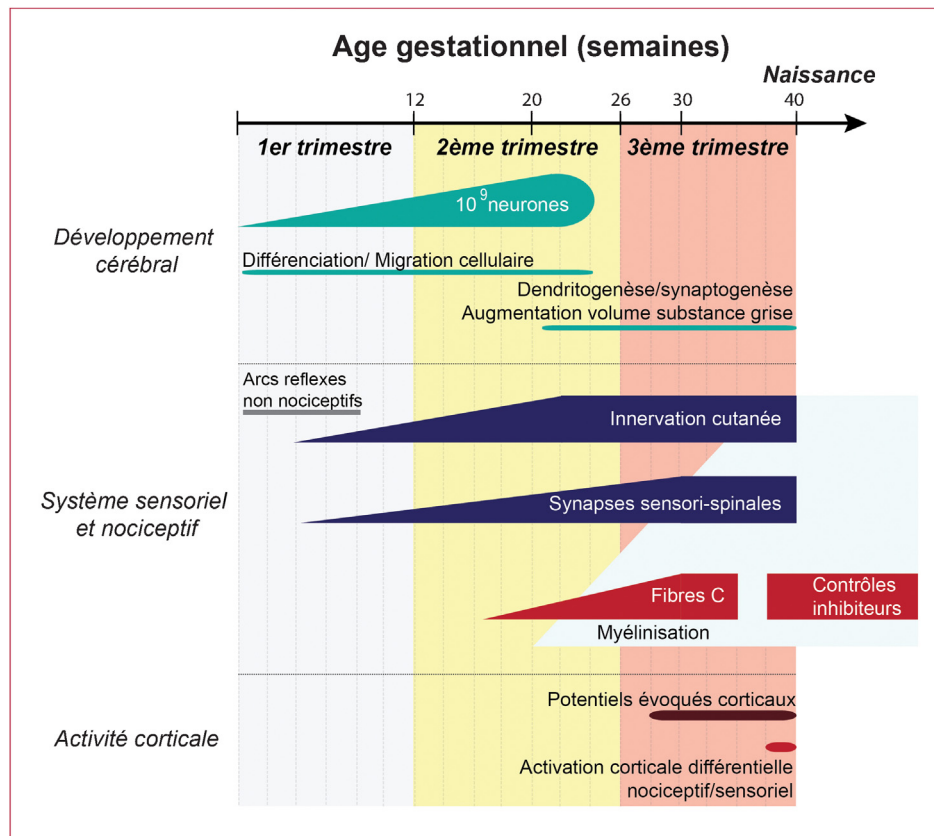 Age gestationnel (semaines)
Naissance
12 20 26 30 40
1er trimestre 2ème trimestre 3ème trimestre
10⁹ neurones
Développement
cérébral
Différenciation/ Migration cellulaire
Dendritogenèse/synaptogenèse
Augmentation volume substance grise
Arcs reflexes
non nociceptifs
Innervation cutanée
Système sensoriel
et nociceptif
Synapses sensori-spinales
Fibres C
Contrôles
inhibiteurs
Myélinisation
Potentiels évoqués corticaux
Activité corticale
Activation corticale différentielle
nociceptif/sensoriel